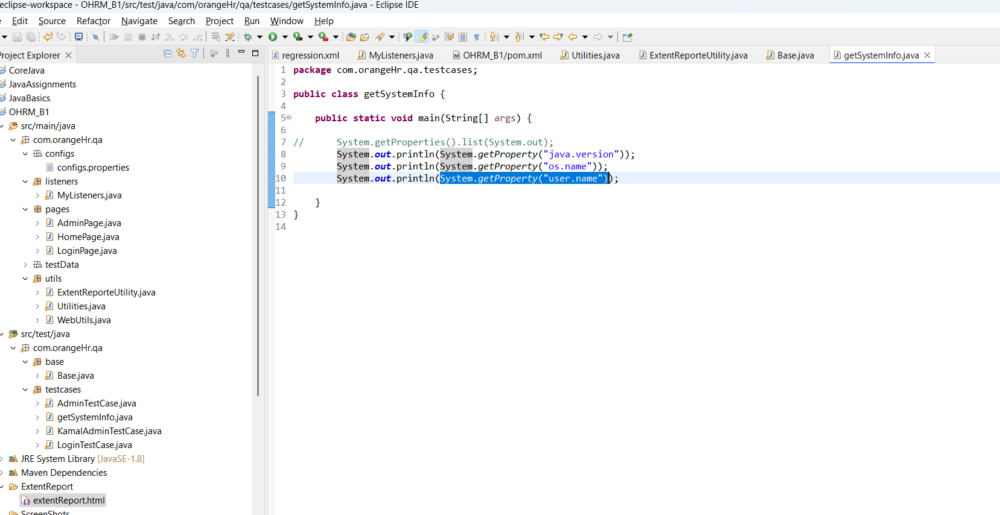 eclipse-workspace - OHRM_B1/src/test/java/com/orangeHr/qa/testcases/getSystemInfo.java - Eclipse IDE
Edit Source Refactor Navigate Search Project Run Window Help
Project Explorer
regression.xml MyListeners.java OHRM_B1/pom.xml Utilities.java ExtentReporteUtility.java Base.java getSystemInfo.java
CoreJava
JavaAssignments
JavaBasics
OHRM_B1
src/main/java
com.orangeHr.qa
configs
configs.properties
listeners
MyListeners.java
pages
AdminPage.java
HomePage.java
LoginPage.java
testData
utils
ExtentReporteUtility.java
Utilities.java
WebUtils.java
src/test/java
com.orangeHr.qa
base
Base.java
testcases
AdminTestCase.java
getSystemInfo.java
KamalAdminTestCase.java
LoginTestCase.java
JRE System Library [JavaSE-1.8]
Maven Dependencies
ExtentReport
extentReport.html
ScreenShots
1 package com.orangeHr.qa.testcases;
2
3 public class getSystemInfo {
4
5 public static void main(String[] args) {
6
7 // System.getProperties().list(System.out);
8 System.out.println(System.getProperty("java.version"));
9 System.out.println(System.getProperty("os.name"));
10 System.out.println(System.getProperty("user.name"));
11
12 }
13 }
14